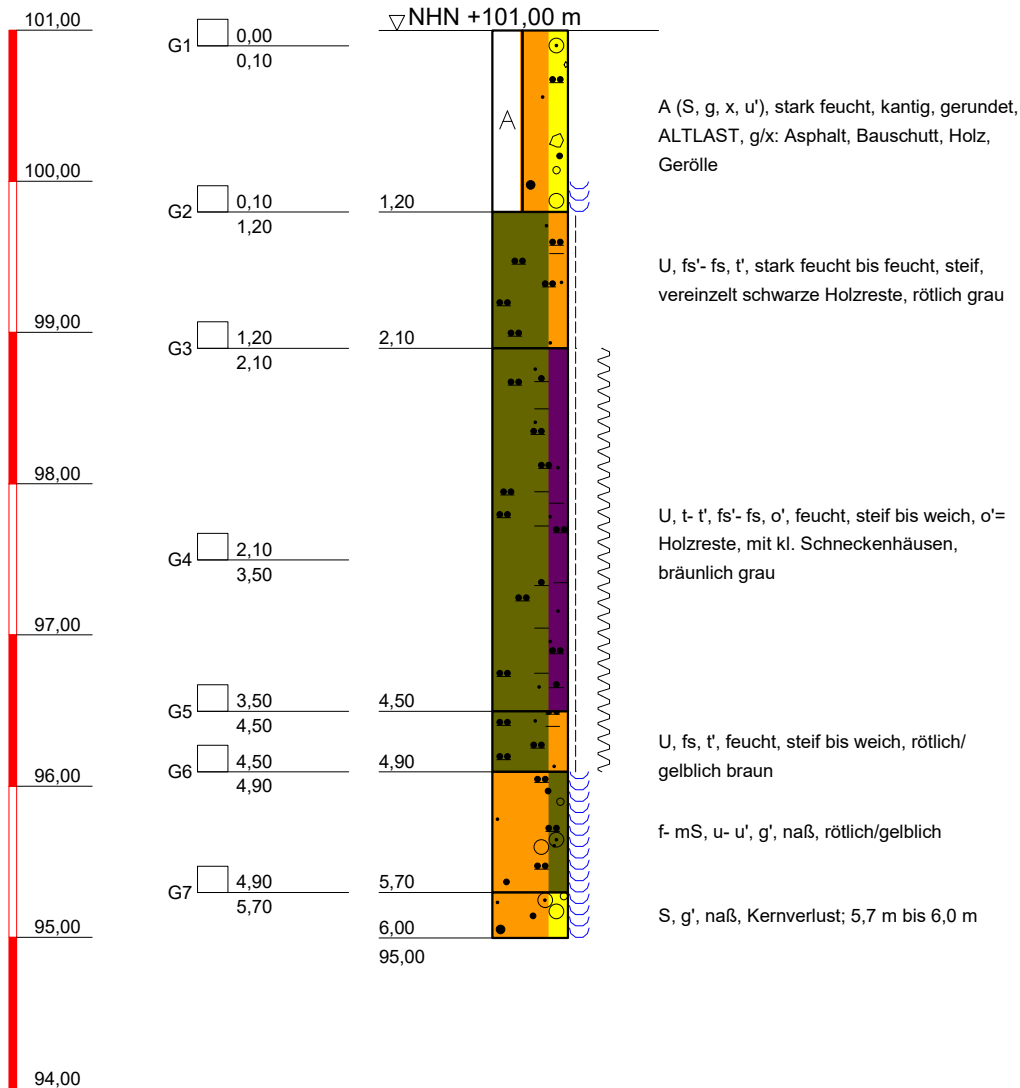 NHN +101,00 m
101,00
G1 0,00
0,10
A (S, g, x, u'), stark feucht, kantig, gerundet,
ALTLAST, g/x: Asphalt, Bauschutt, Holz,
Gerölle
A
100,00
G2 0,10 1,20
1,20
U, fs'- fs, t', stark feucht bis feucht, steif,
vereinzelt schwarze Holzreste, rötlich grau
99,00
G3 1,20 2,10
2,10
98,00
U, t- t', fs'- fs, o', feucht, steif bis weich, o'=
Holzreste, mit kl. Schneckenhäusen,
bräunlich grau
G4 2,10
3,50
97,00
G5 3,50 4,50
4,50
U, fs, t', feucht, steif bis weich, rötlich/
gelblich braun
G6 4,50 4,90
4,90
96,00
f- mS, u- u', g', naß, rötlich/gelblich
G7 4,90 5,70
5,70
S, g', naß, Kernverlust; 5,7 m bis 6,0 m
95,00 6,00
95,00
94,00